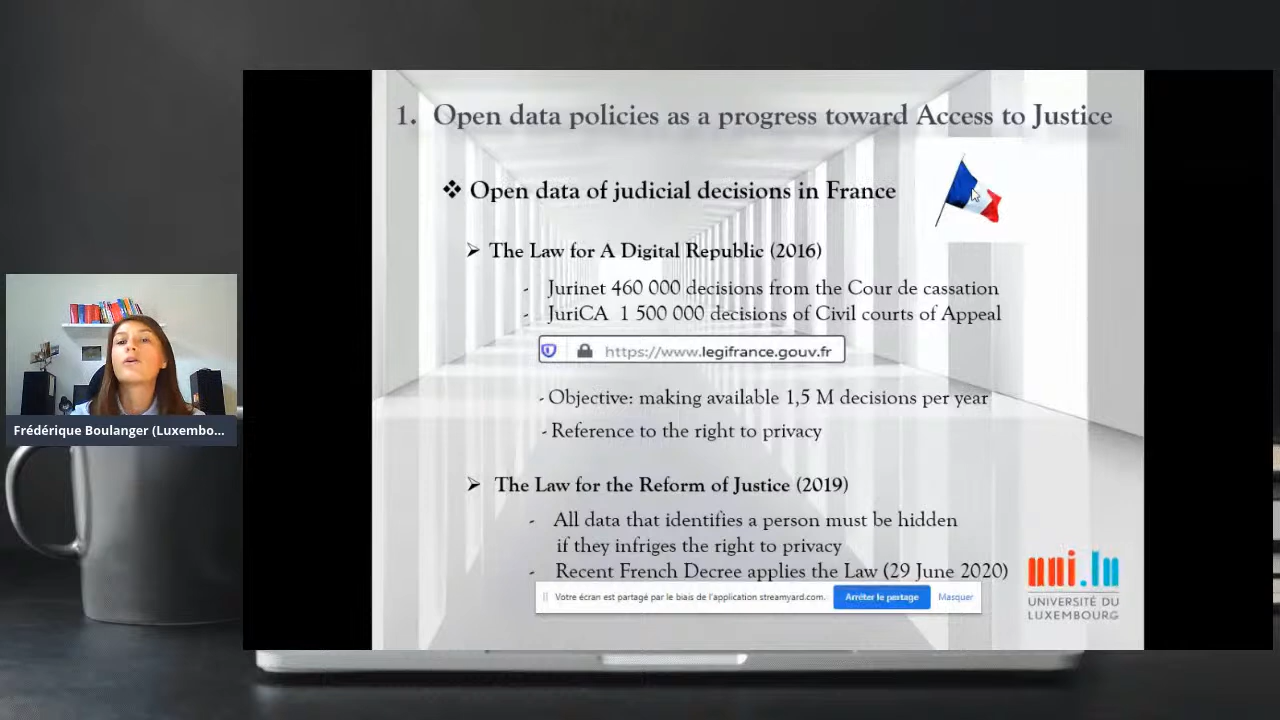 1. Open data policies as a progress toward Access to Justice
❖ Open data of judicial decisions in France
➢ The Law for A Digital Republic (2016)
- Jurinet 460 000 decisions from the Cour de cassation
- JuriCA 1 500 000 decisions of Civil courts of Appeal
https://www.legifrance.gouv.fr
- Objective: making available 1,5 M decisions per year
- Reference to the right to privacy
➢ The Law for the Reform of Justice (2019)
- All data that identifies a person must be hidden
if they infriges the right to privacy
- Recent French Decree applies the Law (29 June 2020)
Votre écran est partagé par le biais de l'application streamyard.com. Arrêter le partage Masquer
uni.lu
UNIVERSITÉ DU
LUXEMBOURG
Frédérique Boulanger (Luxembo...